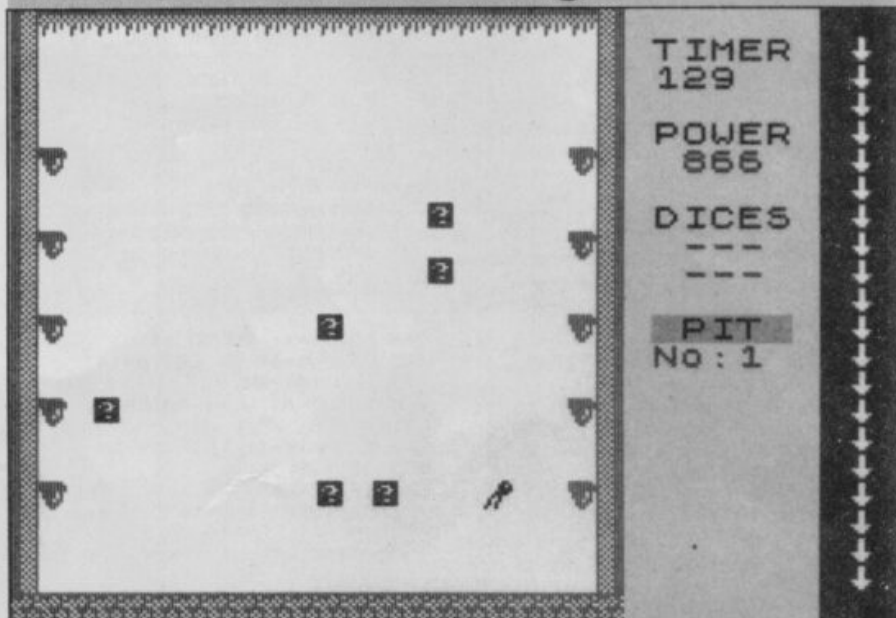 TIMER
129
POWER
866
DICES
---
---
PIT
No:1
? 
?
?
?
? ?